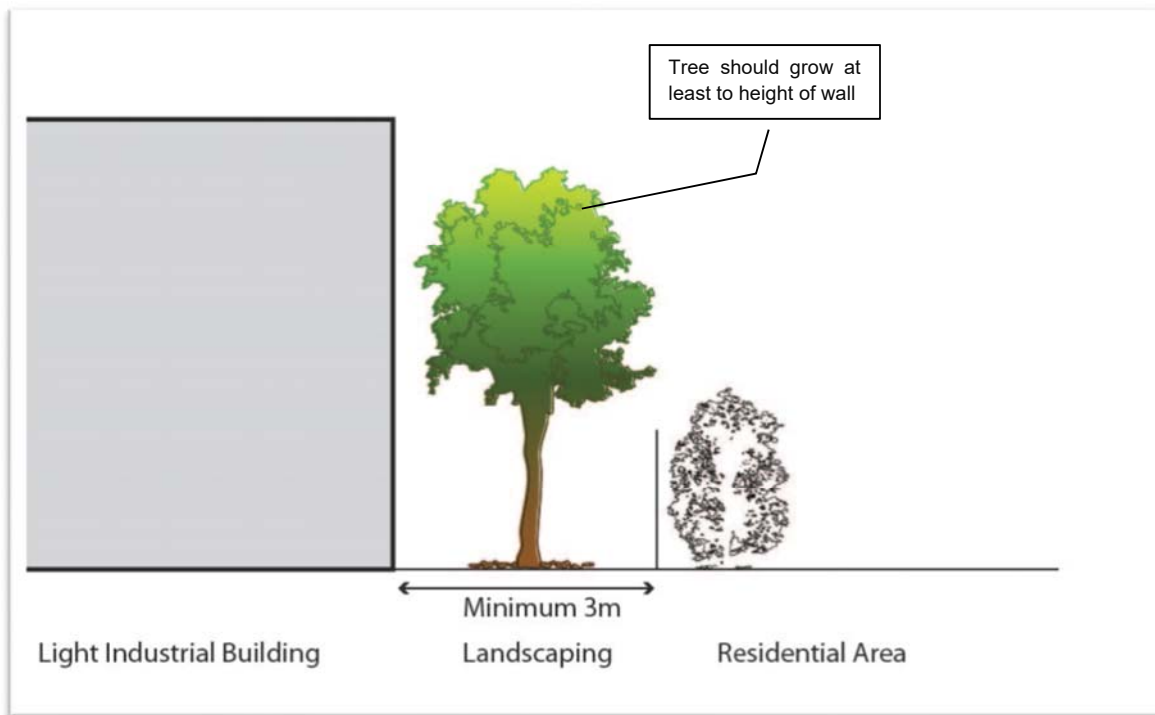 Tree should grow at
least to height of wall
Minimum 3m
Light Industrial Building
Landscaping
Residential Area